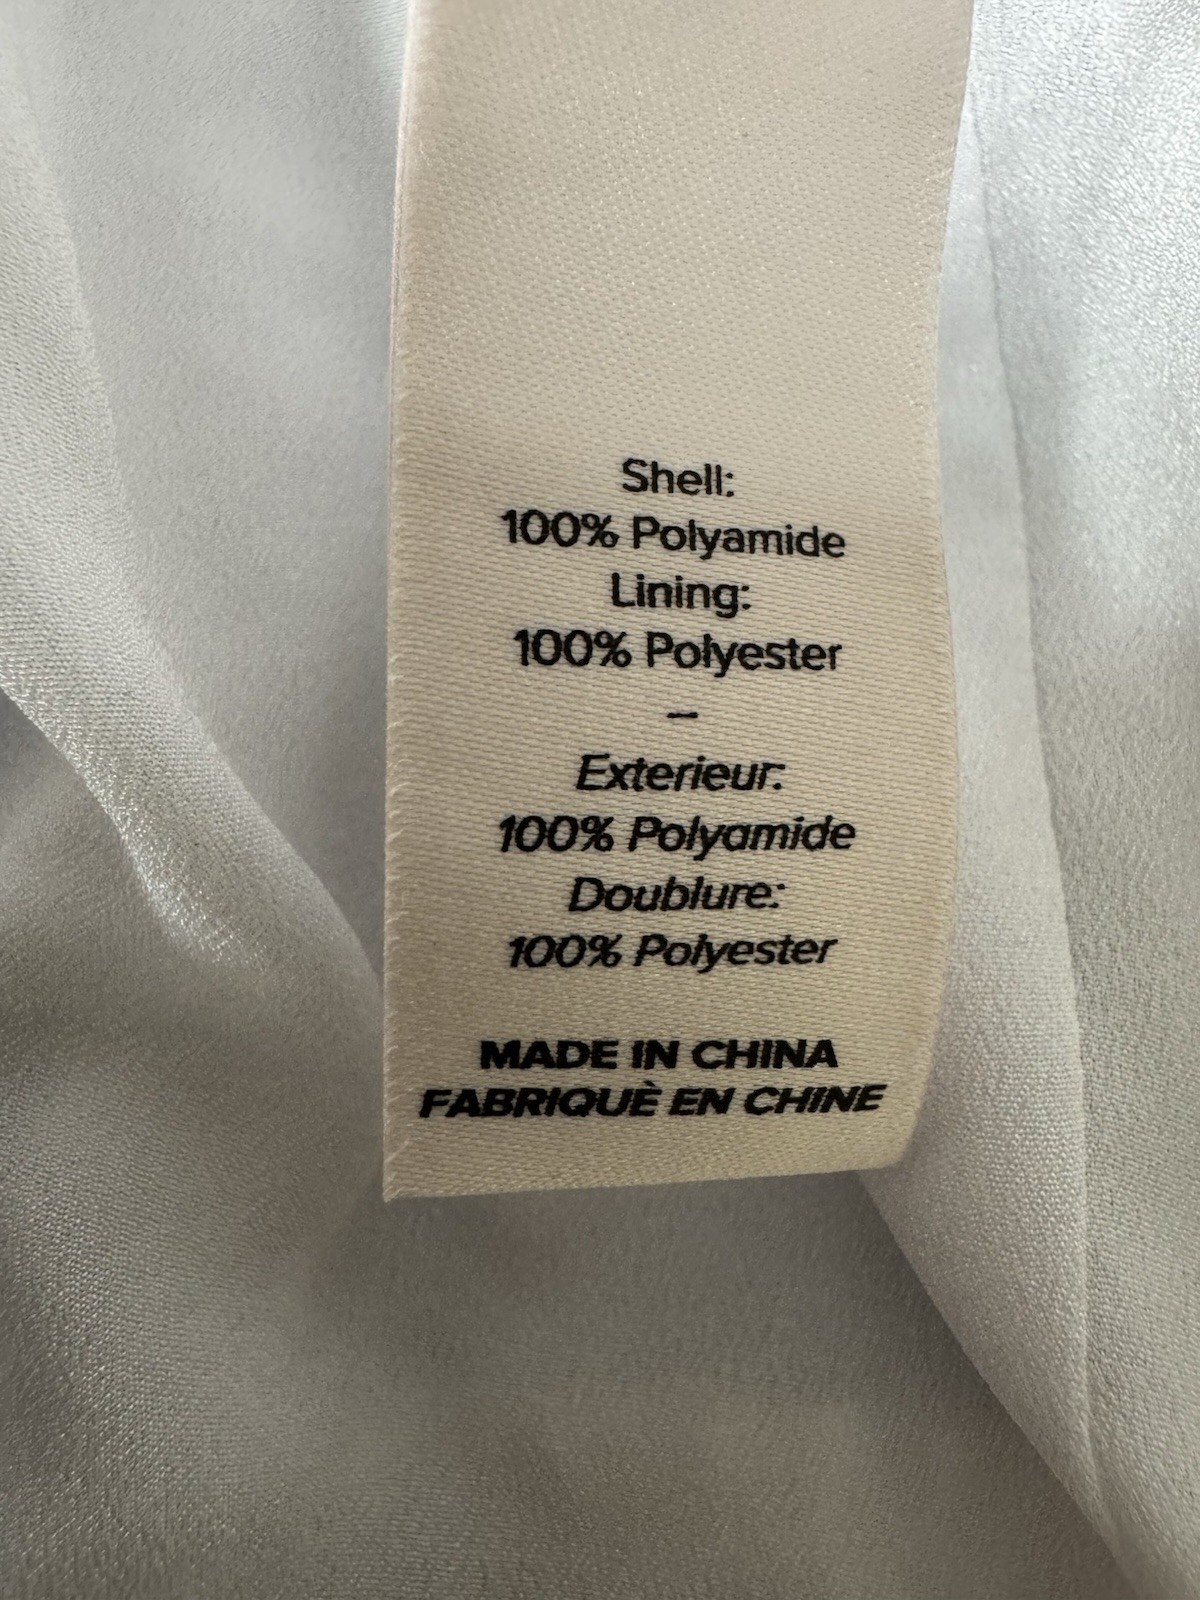 Shell:
100% Polyamide
Lining:
100% Polyester
–
Exterieur:
100% Polyamide
Doublure:
100% Polyester
MADE IN CHINA
FABRIQUÈ EN CHINE